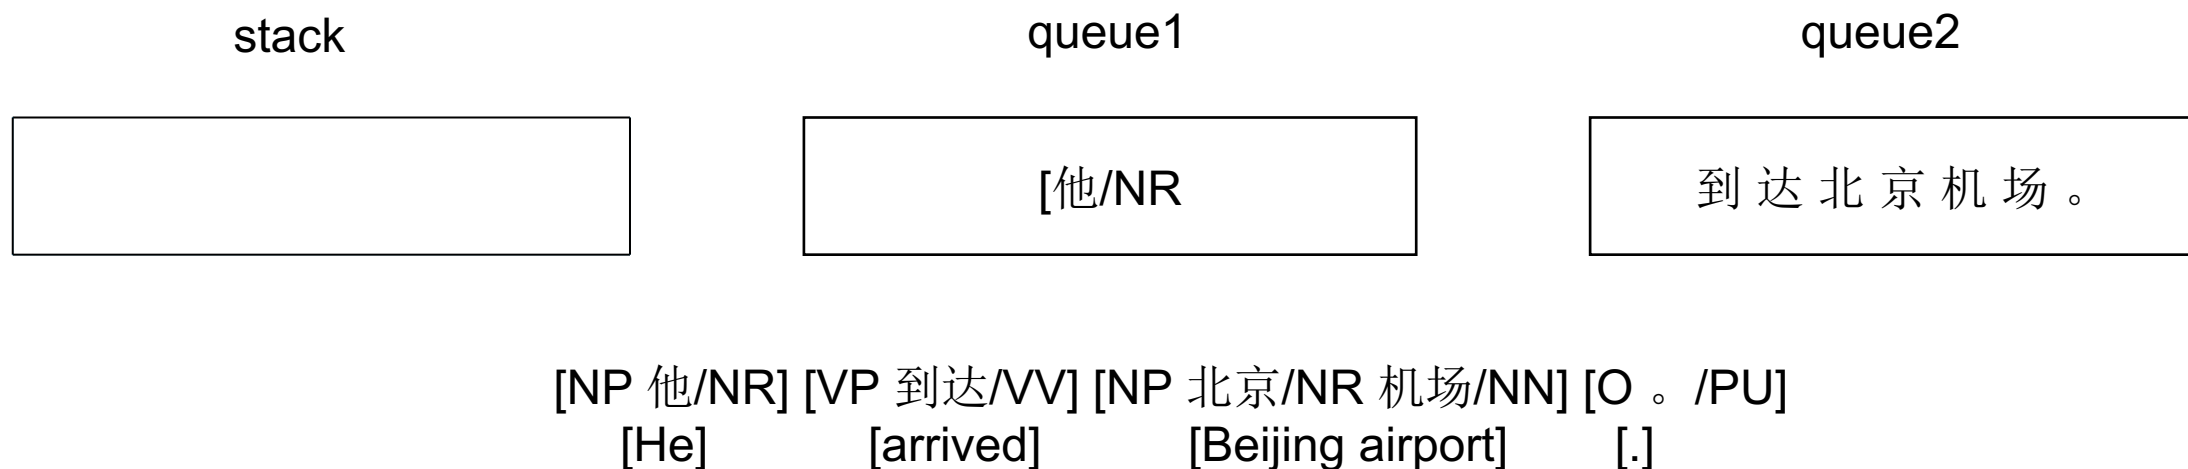 stack queue1 queue2
[他/NR 到 达 北 京 机 场 。
[NP 他/NR] [VP 到达/VV] [NP 北京/NR 机场/NN] [O 。/PU]
[He] [arrived] [Beijing airport] [.]